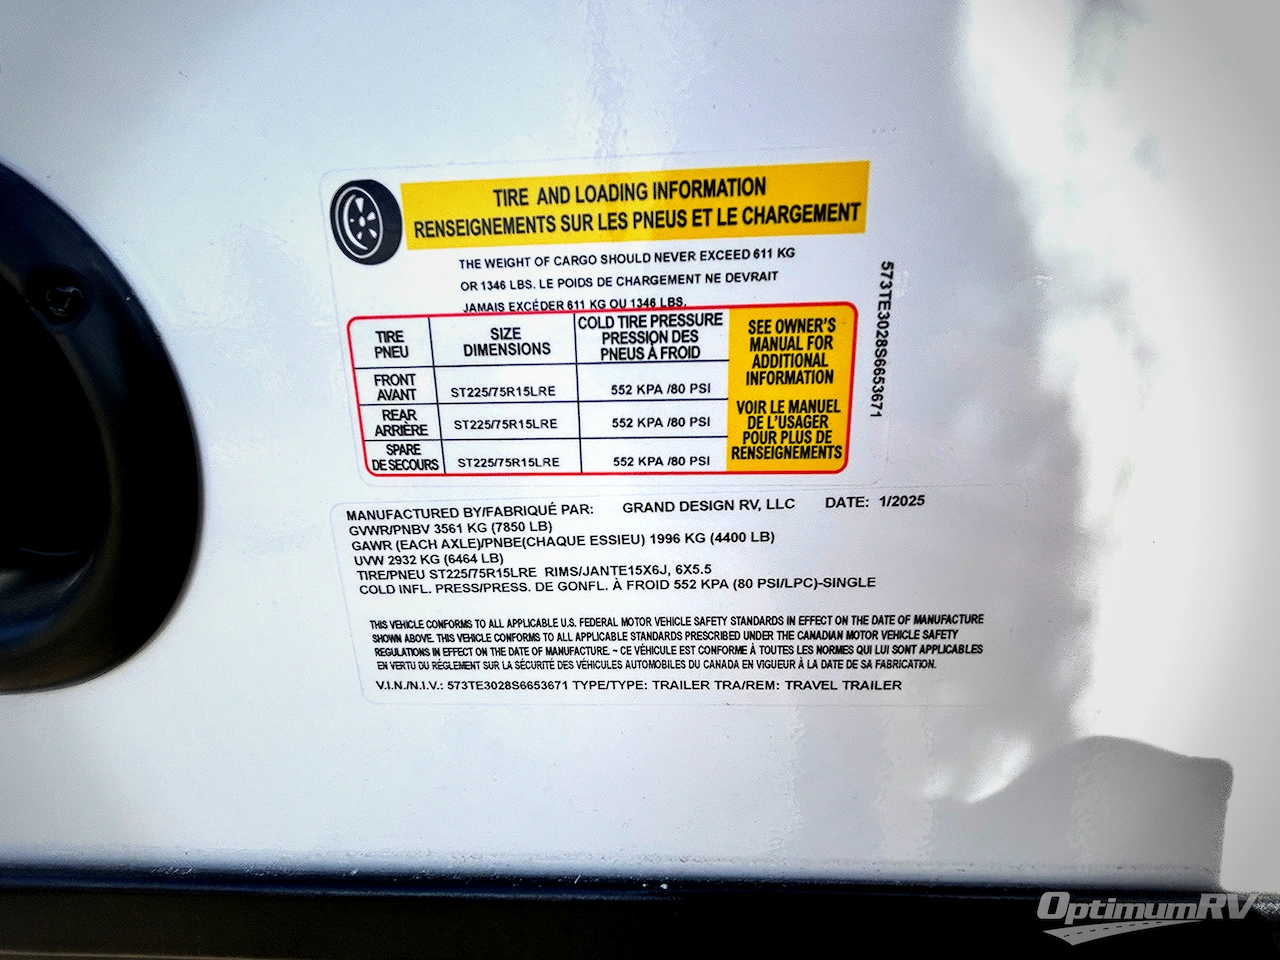 TIRE AND LOADING INFORMATION
RENSEIGNEMENTS SUR LES PNEUS ET LE CHARGEMENT
THE WEIGHT OF CARGO SHOULD NEVER EXCEED 611 KG
OR 1346 LBS. LE POIDS DE CHARGEMENT NE DEVRAIT
JAMAIS EXCÉDER 611 KG OU 1346 LBS.
TIRE
PNEU
SIZE
DIMENSIONS
COLD TIRE PRESSURE
PRESSION DES
PNEUS À FROID
FRONT
AVANT
ST225/75R15LRE
552 KPA /80 PSI
REAR
ARRIÈRE
ST225/75R15LRE
552 KPA /80 PSI
SPARE
DE SECOURS
ST225/75R15LRE
552 KPA /80 PSI
SEE OWNER'S
MANUAL FOR
ADDITIONAL
INFORMATION
VOIR LE MANUEL
DE L'USAGER
POUR PLUS DE
RENSEIGNEMENTS
573TE3028S6653671
MANUFACTURED BY/FABRIQUÉ PAR: GRAND DESIGN RV, LLC DATE: 1/2025
GVWR/PNBV 3561 KG (7850 LB)
GAWR (EACH AXLE)/PNBE(CHAQUE ESSIEU) 1996 KG (4400 LB)
UVW 2932 KG (6464 LB)
TIRE/PNEU ST225/75R15LRE RIMS/JANTE15X6J, 6X5.5
COLD INFL. PRESS/PRESS. DE GONFL. À FROID 552 KPA (80 PSI/LPC)-SINGLE
THIS VEHICLE CONFORMS TO ALL APPLICABLE U.S. FEDERAL MOTOR VEHICLE SAFETY STANDARDS IN EFFECT ON THE DATE OF MANUFACTURE
SHOWN ABOVE. THIS VEHICLE CONFORMS TO ALL APPLICABLE STANDARDS PRESCRIBED UNDER THE CANADIAN MOTOR VEHICLE SAFETY
REGULATIONS IN EFFECT ON THE DATE OF MANUFACTURE. ~ CE VÉHICULE EST CONFORME À TOUTES LES NORMES QUI LUI SONT APPLICABLES
EN VERTU DU RÉGLEMENT SUR LA SÉCURITÉ DES VÉHICULES AUTOMOBILES DU CANADA EN VIGUEUR À LA DATE DE SA FABRICATION.
V.I.N./N.I.V.: 573TE3028S6653671 TYPE/TYPE: TRAILER TRA/REM: TRAVEL TRAILER
OptimumRV